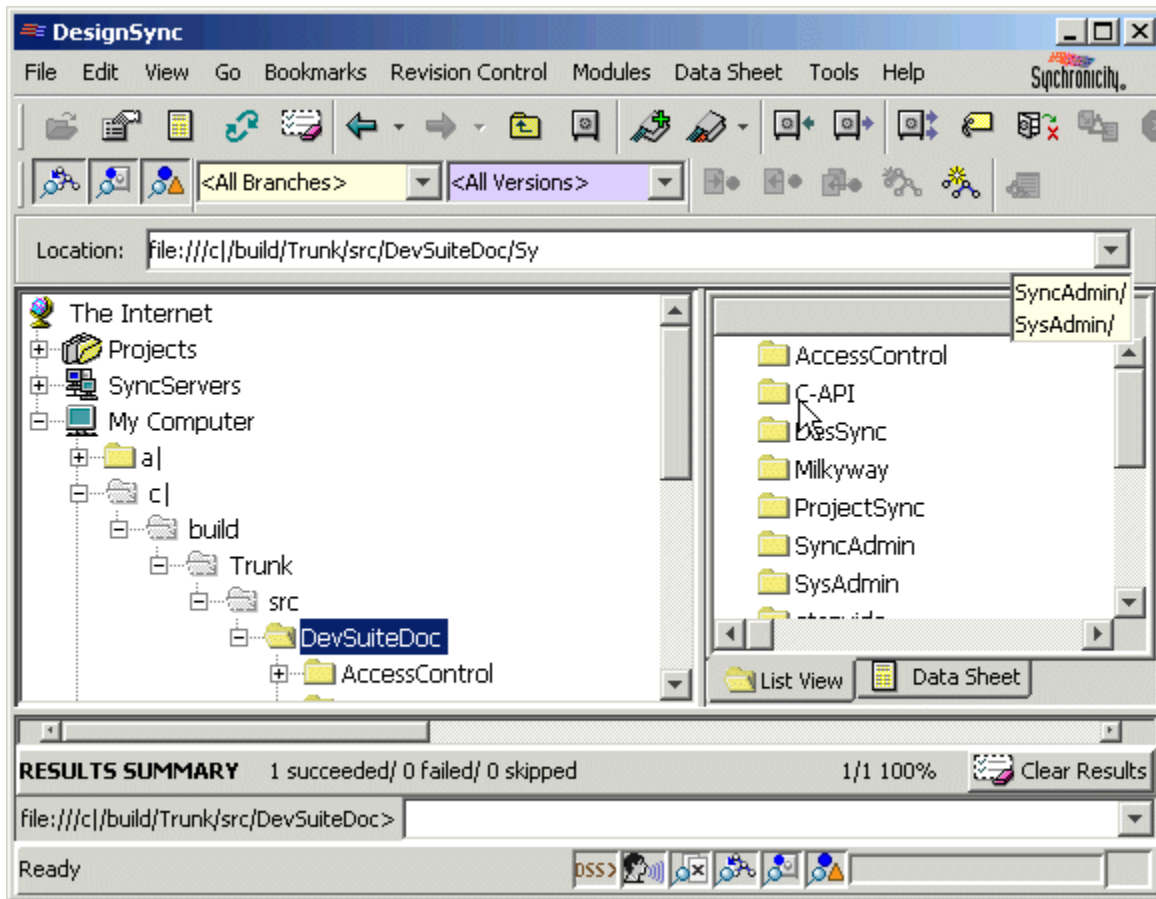 DesignSync
File Edit View Go Bookmarks Revision Control Modules Data Sheet Tools Help Synchronicity
<All Branches> <All Versions>
Location: file:///c|/build/Trunk/src/DevSuiteDoc/Sy
SyncAdmin/
SysAdmin/
The Internet
Projects
SyncServers
My Computer
a|
c|
build
Trunk
src
DevSuiteDoc
AccessControl
AccessControl
C-API
DesSync
Milkyway
ProjectSync
SyncAdmin
SysAdmin
List View Data Sheet
RESULTS SUMMARY 1 succeeded/ 0 failed/ 0 skipped 1/1 100% Clear Results
file:///c|/build/Trunk/src/DevSuiteDoc>
Ready DSS>